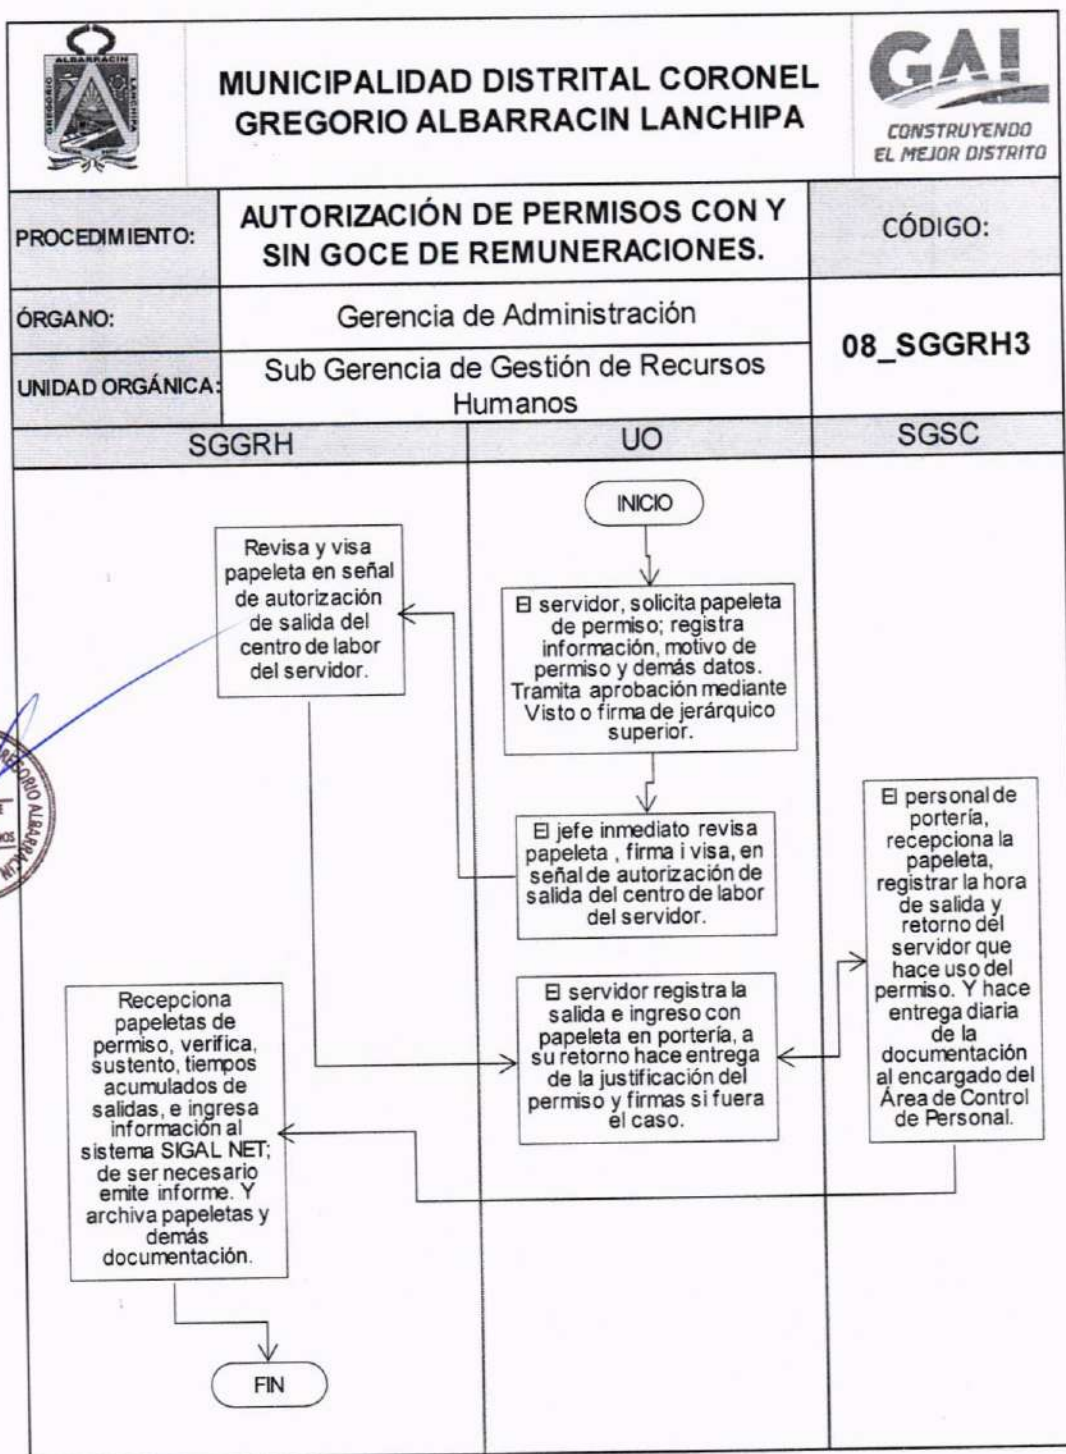 ALBARRACIN
GREGORIO
LANCHIPA
MUNICIPALIDAD DISTRITAL CORONEL
GREGORIO ALBARRACIN LANCHIPA
GAL
CONSTRUYENDO
EL MEJOR DISTRITO
PROCEDIMIENTO:
AUTORIZACIÓN DE PERMISOS CON Y
SIN GOCE DE REMUNERACIONES.
CÓDIGO:
ÓRGANO:
Gerencia de Administración
08_SGGRH3
UNIDAD ORGÁNICA:
Sub Gerencia de Gestión de Recursos
Humanos
SGGRH
UO
SGSC
INICIO
Revisa y visa
papeleta en señal
de autorización
de salida del
centro de labor
del servidor.
El servidor, solicita papeleta
de permiso; registra
información, motivo de
permiso y demás datos.
Tramita aprobación mediante
Visto o firma de jerárquico
superior.
El jefe inmediato revisa
papeleta , firma i visa, en
señal de autorización de
salida del centro de labor
del servidor.
El personal de
portería,
recepciona la
papeleta,
registrar la hora
de salida y
retorno del
servidor que
hace uso del
permiso. Y hace
entrega diaria
de la
documentación
al encargado del
Área de Control
de Personal.
El servidor registra la
salida e ingreso con
papeleta en portería, a
su retorno hace entrega
de la justificación del
permiso y firmas si fuera
el caso.
Recepciona
papeletas de
permiso, verifica,
sustento, tiempos
acumulados de
salidas, e ingresa
información al
sistema SIGAL NET;
de ser necesario
emite informe. Y
archiva papeletas y
demás
documentación.
FIN